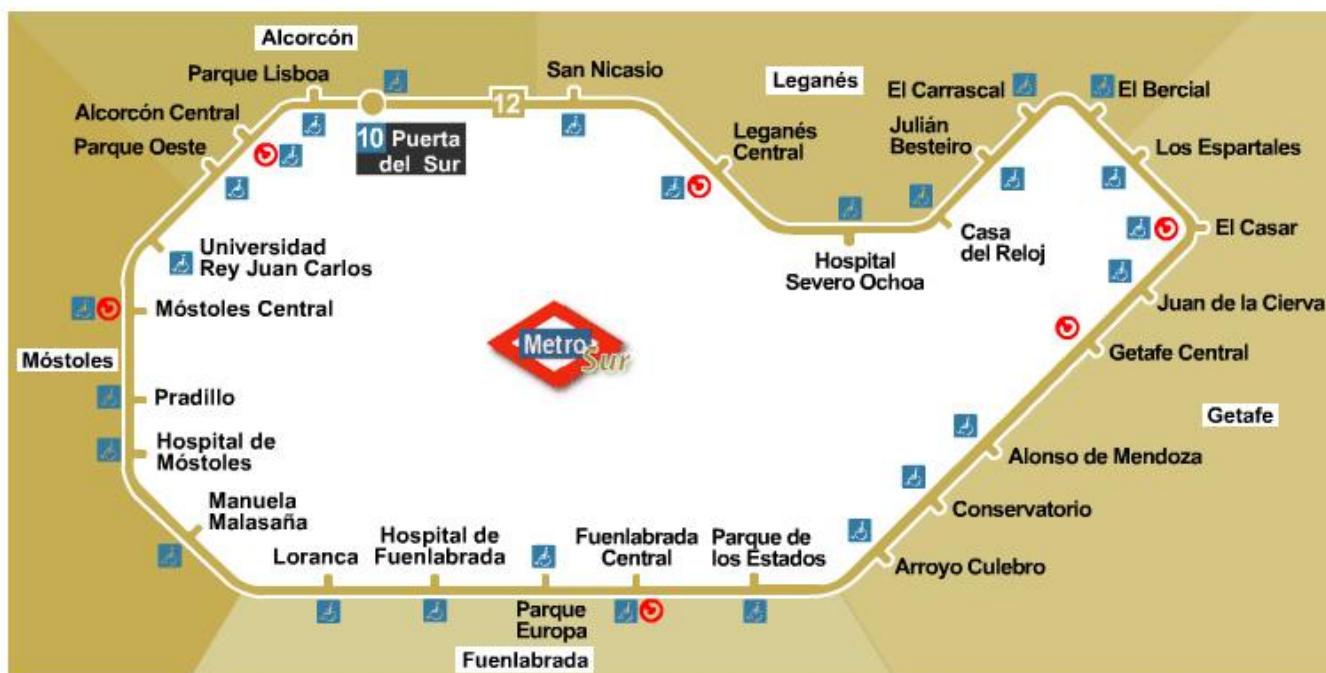 Alcorcón
Parque Lisboa
San Nicasio
Leganés
El Carrascal
El Bercial
Alcorcón Central
12
Julián
Besteiro
Parque Oeste
10 Puerta
del Sur
Leganés
Central
Los Espartales
Universidad
Rey Juan Carlos
Hospital
Severo Ochoa
Casa
del Reloj
El Casar
Móstoles Central
Juan de la Cierva
Metro
Sur
Getafe Central
Móstoles
Pradillo
Getafe
Hospital de
Móstoles
Alonso de Mendoza
Manuela
Malasaña
Conservatorio
Loranca
Hospital de
Fuenlabrada
Fuenlabrada
Central
Parque de
los Estados
Arroyo Culebro
Parque
Europa
Fuenlabrada